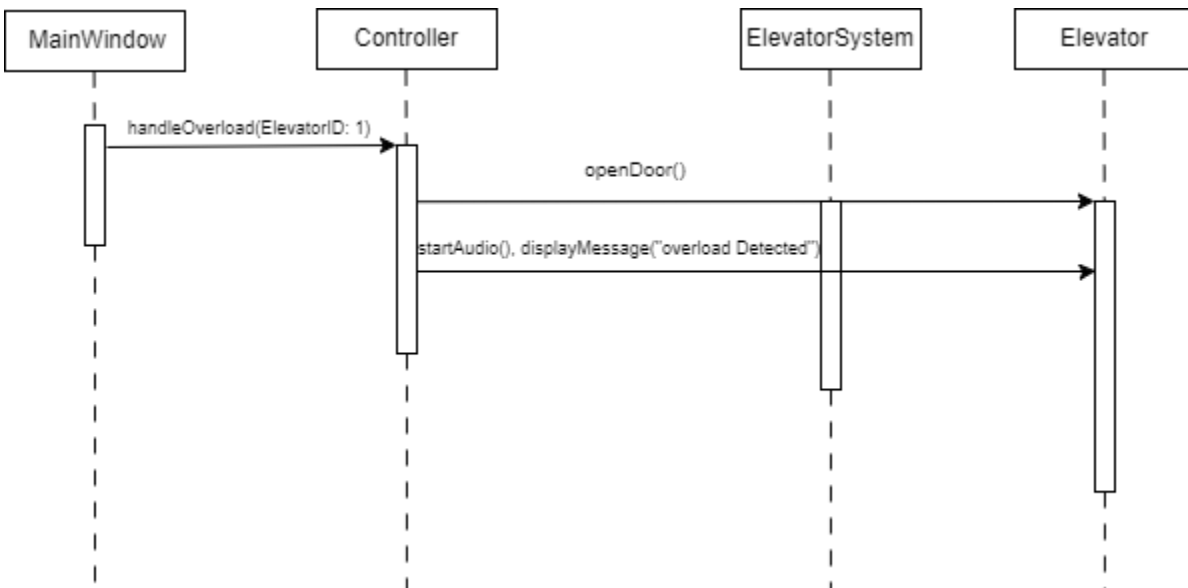 MainWindow
Controller
ElevatorSystem
Elevator
handleOverload(ElevatorID: 1)
openDoor()
startAudio(), displayMessage("overload Detected")